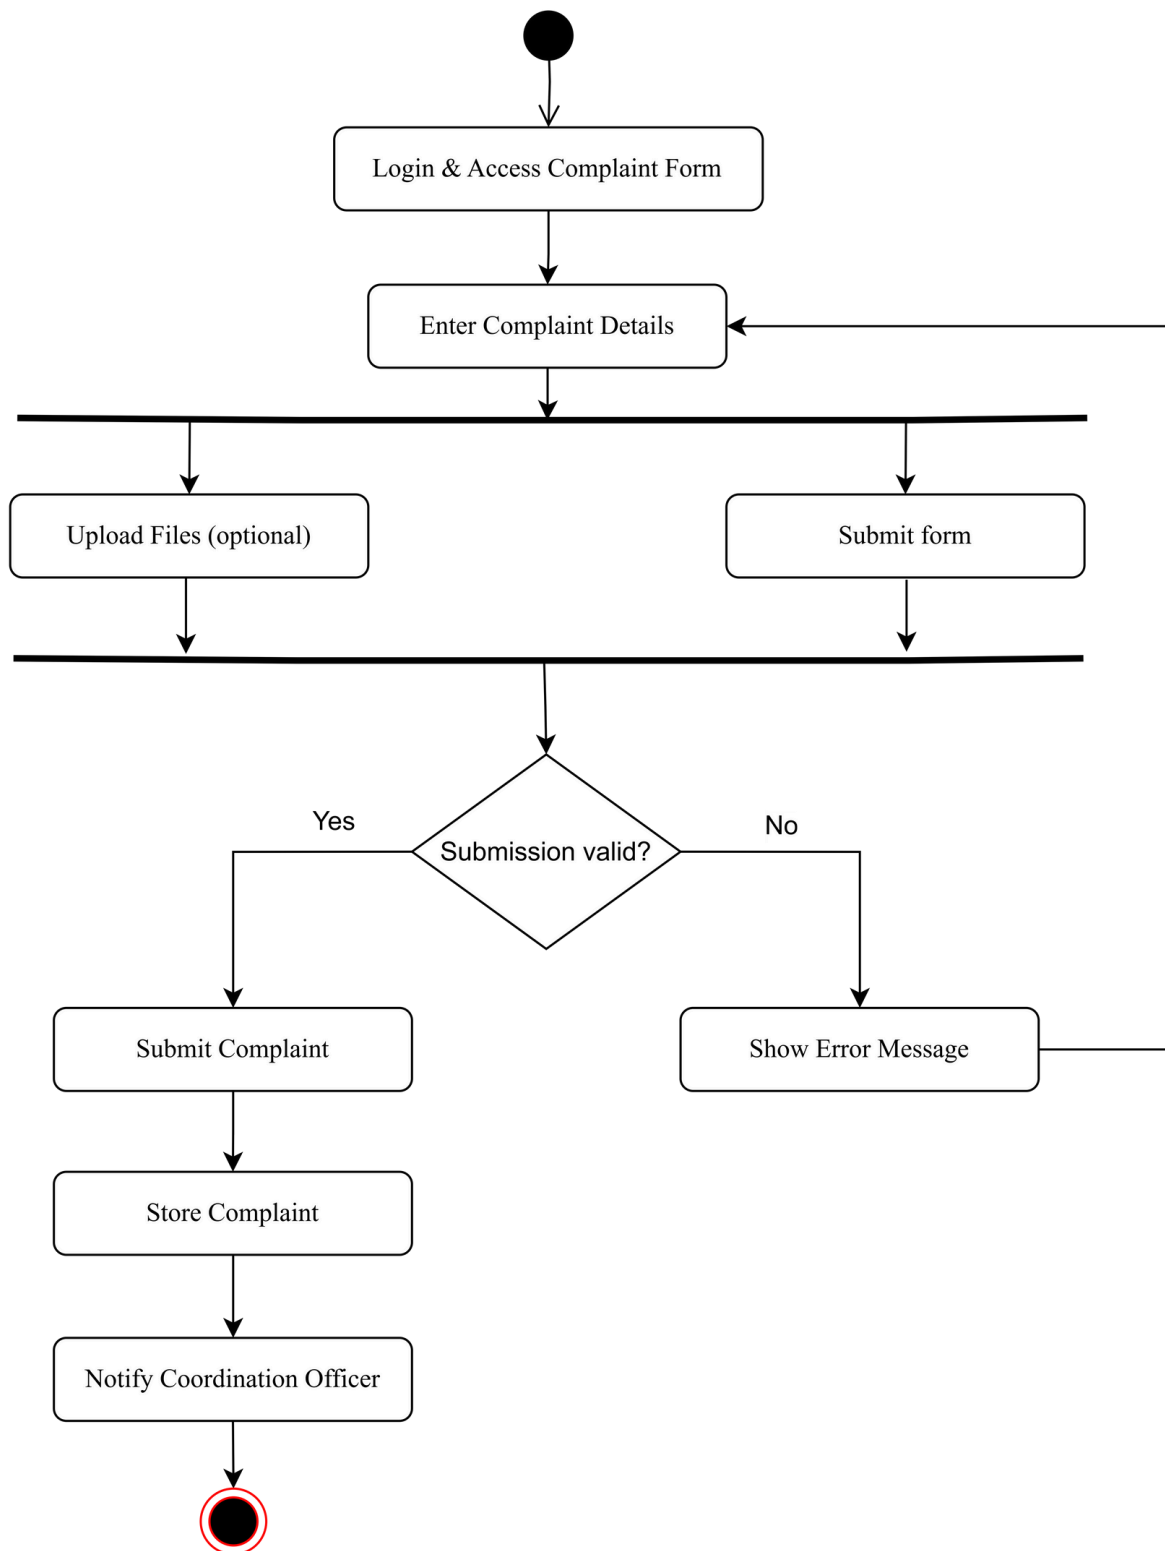 Login & Access Complaint Form
Enter Complaint Details
Upload Files (optional)
Submit form
Submission valid?
Yes
No
Submit Complaint
Show Error Message
Store Complaint
Notify Coordination Officer